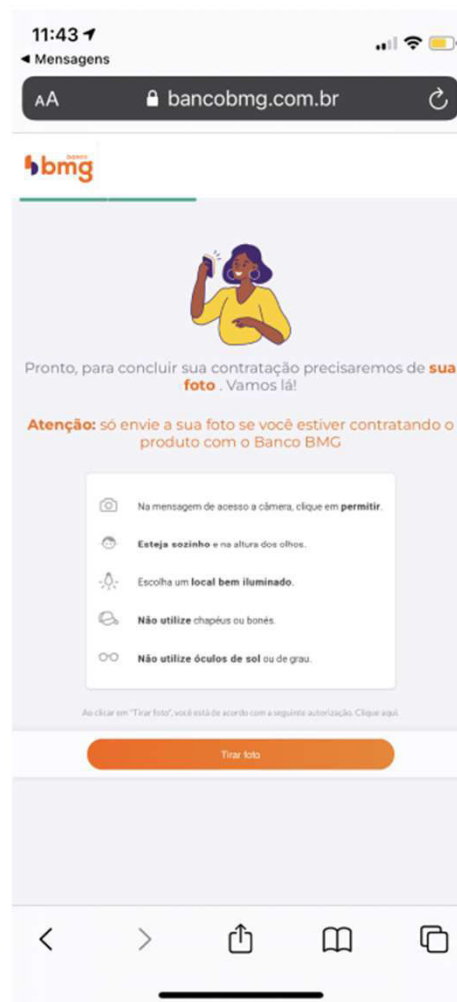 11:43
◀ Mensagens
AA bancobmg.com.br
banco
bmg
Pronto, para concluir sua contratação precisaremos de sua
foto . Vamos lá!
Atenção: só envie a sua foto se você estiver contratando o
produto com o Banco BMG
Na mensagem de acesso a câmera, clique em permitir.
Esteja sozinho e na altura dos olhos.
Escolha um local bem iluminado.
Não utilize chapéus ou bonés.
Não utilize óculos de sol ou de grau.
Ao clicar em "Tirar foto", você está de acordo com a seguinte autorização. Clique aqui.
Tirar foto